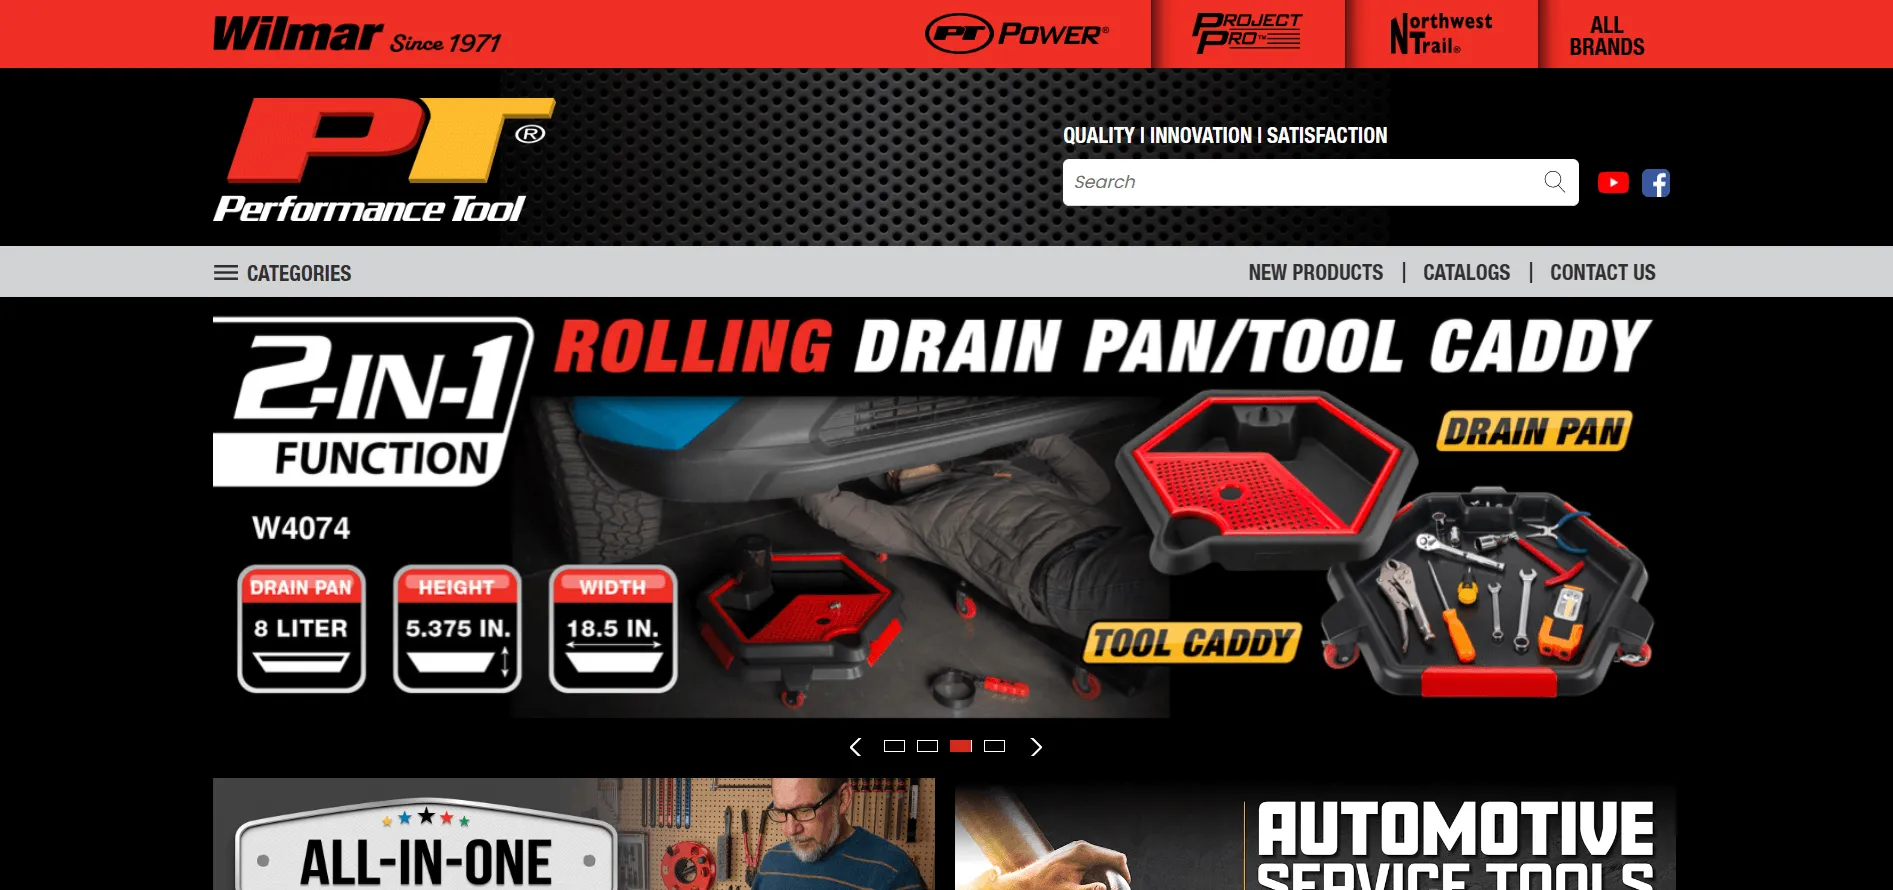 Wilmar Since 1971
PT POWER®
PROJECT
PRO™
Northwest
Trail®
ALL
BRANDS
PT®
Performance Tool
QUALITY | INNOVATION | SATISFACTION
Search
CATEGORIES
NEW PRODUCTS | CATALOGS | CONTACT US
2-IN-1
FUNCTION
ROLLING DRAIN PAN/TOOL CADDY
DRAIN PAN
W4074
DRAIN PAN
8 LITER
HEIGHT
5.375 IN.
WIDTH
18.5 IN.
TOOL CADDY
ALL-IN-ONE
AUTOMOTIVE
SERVICE TOOLS